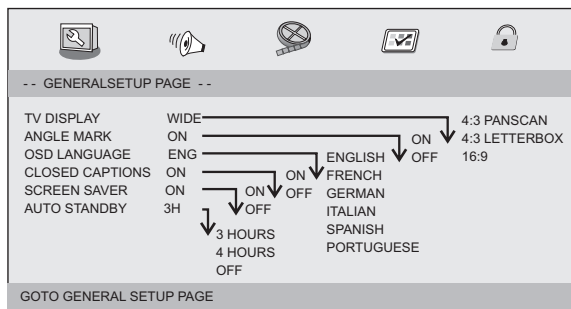 - - GENERALSETUP PAGE - -
TV DISPLAY WIDE 4:3 PANSCAN
ANGLE MARK ON ON 4:3 LETTERBOX
OSD LANGUAGE ENG ENGLISH OFF 16:9
CLOSED CAPTIONS ON ON FRENCH
SCREEN SAVER ON ON OFF GERMAN
AUTO STANDBY 3H OFF ITALIAN
3 HOURS SPANISH
4 HOURS PORTUGUESE
OFF
GOTO GENERAL SETUP PAGE